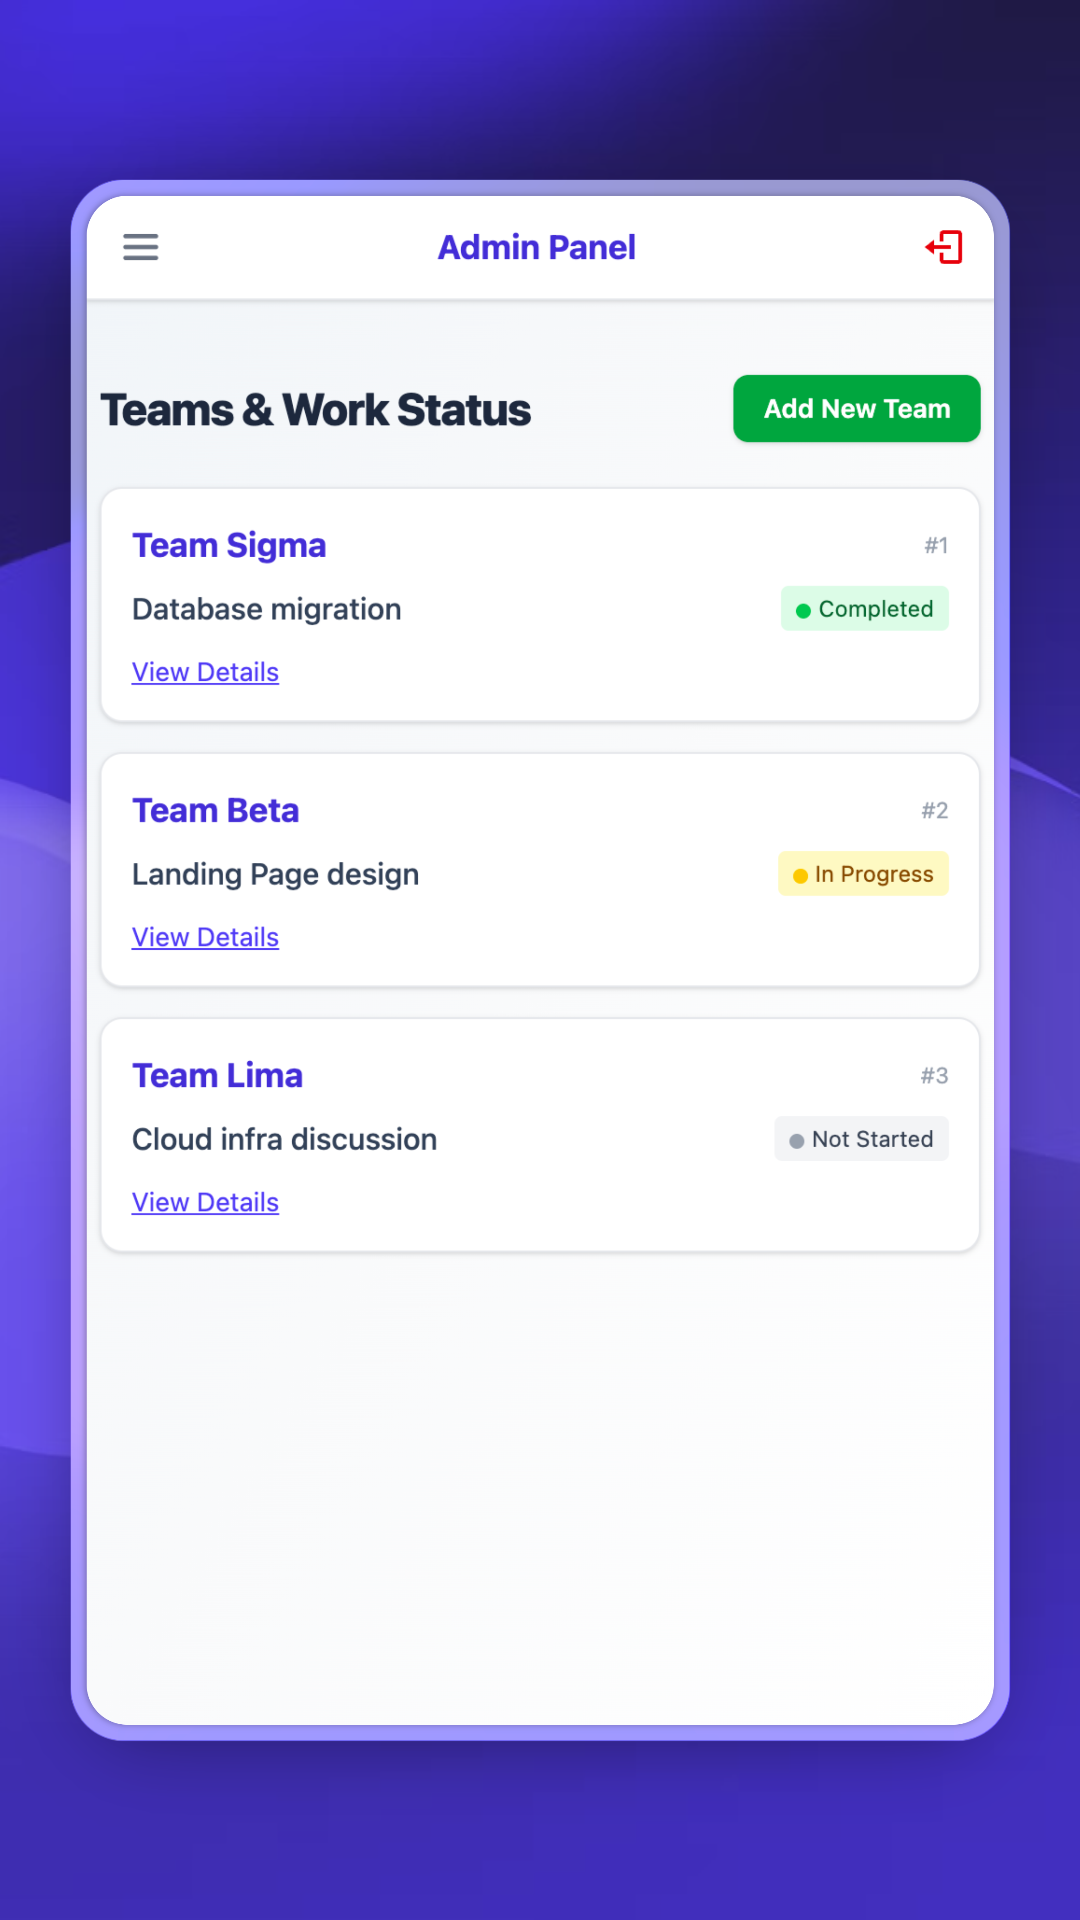 Admin Panel
Teams & Work Status
Add New Team
Team Sigma
#1
Database migration
Completed
View Details
Team Beta
#2
Landing Page design
In Progress
View Details
Team Lima
#3
Cloud infra discussion
Not Started
View Details